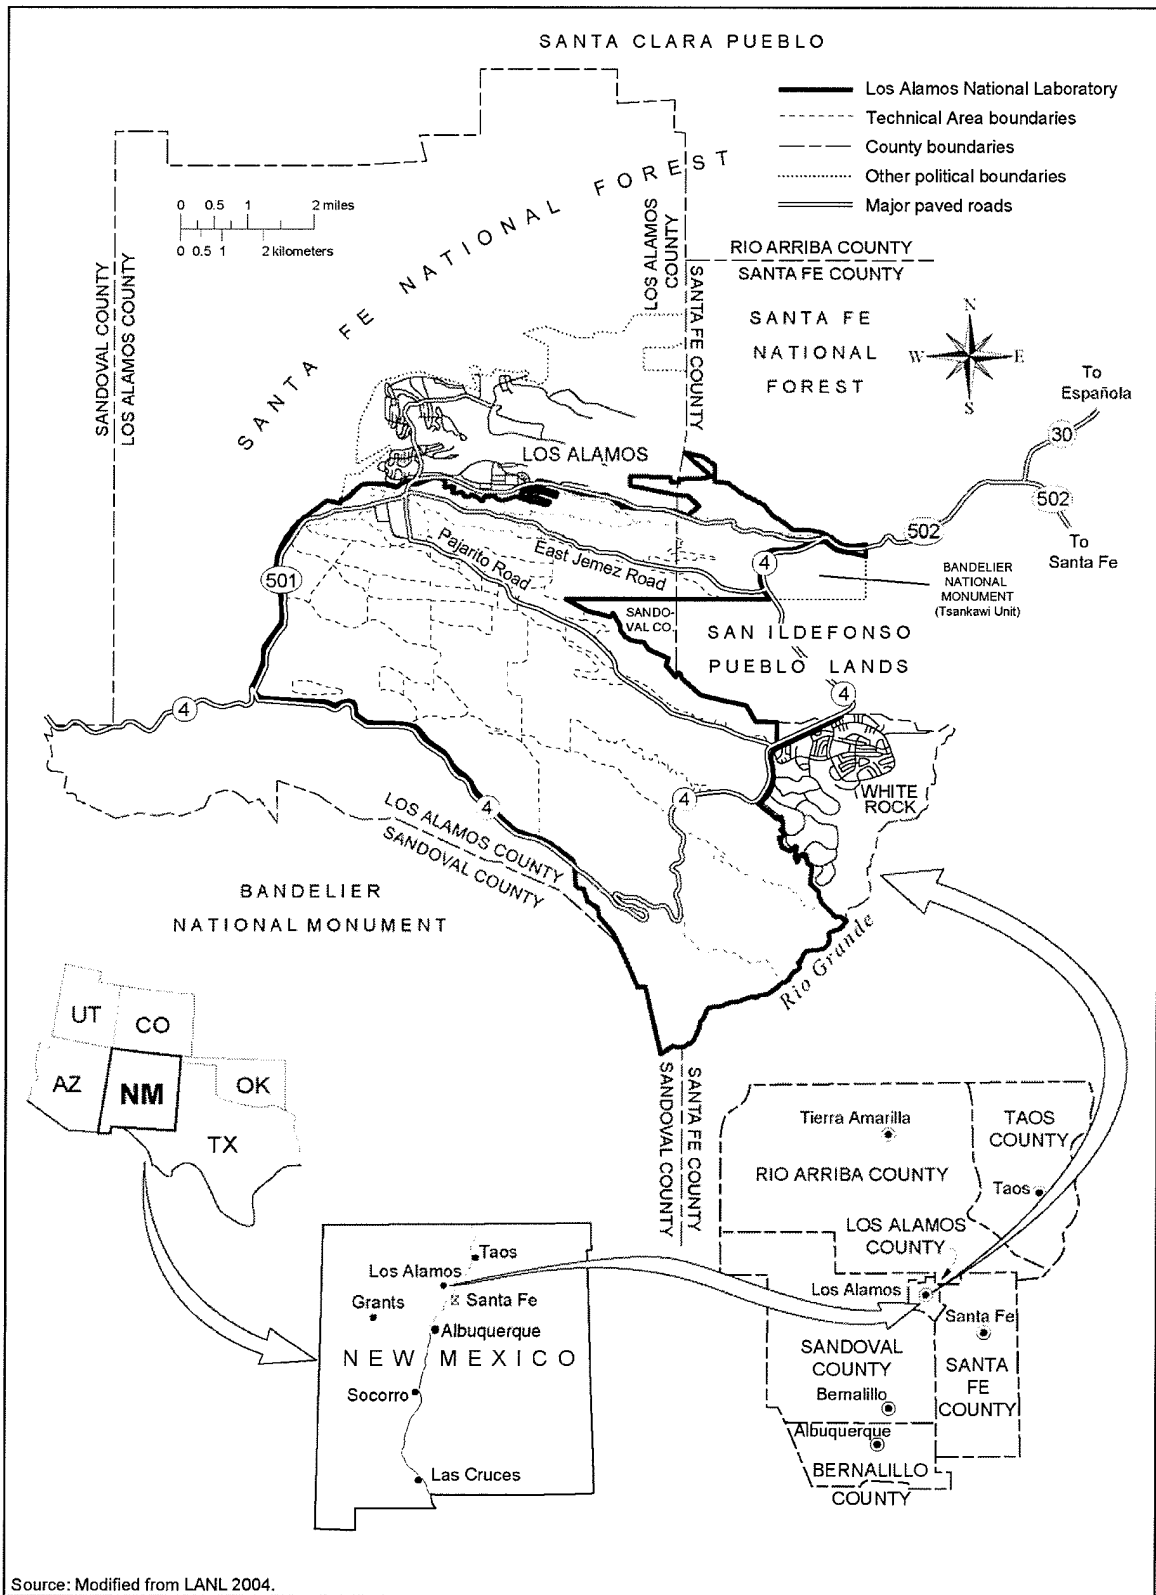 SANTA CLARA PUEBLO
Los Alamos National Laboratory
Technical Area boundaries
County boundaries
Other political boundaries
Major paved roads
0 0.5 1 2 miles
0 0.5 1 2 kilometers
SANTA FE NATIONAL FOREST
SANDOVAL COUNTY
LOS ALAMOS COUNTY
LOS ALAMOS
COUNTY
SANTA FE COUNTY
RIO ARRIBA COUNTY
SANTA FE COUNTY
SANTA FE
NATIONAL
FOREST
N
W E
S
To
Española
30
502
502
To
Santa Fe
LOS ALAMOS
501
Pajarito Road
East Jemez Road
4
BANDELIER
NATIONAL
MONUMENT
(Tsankawi Unit)
SANDO-
VAL CO.
SAN ILDEFONSO
PUEBLO LANDS
4
4
WHITE
ROCK
4
4
LOS ALAMOS COUNTY
SANDOVAL COUNTY
BANDELIER
NATIONAL MONUMENT
Rio Grande
SANDOVAL COUNTY
SANTA FE COUNTY
UT
CO
AZ
NM
OK
TX
Taos
Los Alamos
Santa Fe
Grants
Albuquerque
NEW MEXICO
Socorro
Las Cruces
Tierra Amarilla
TAOS
COUNTY
RIO ARRIBA COUNTY
Taos
LOS ALAMOS
COUNTY
Los Alamos
Santa Fe
SANDOVAL
COUNTY
SANTA
FE
COUNTY
Bernalillo
Albuquerque
BERNALILLO
COUNTY
Source: Modified from LANL 2004.